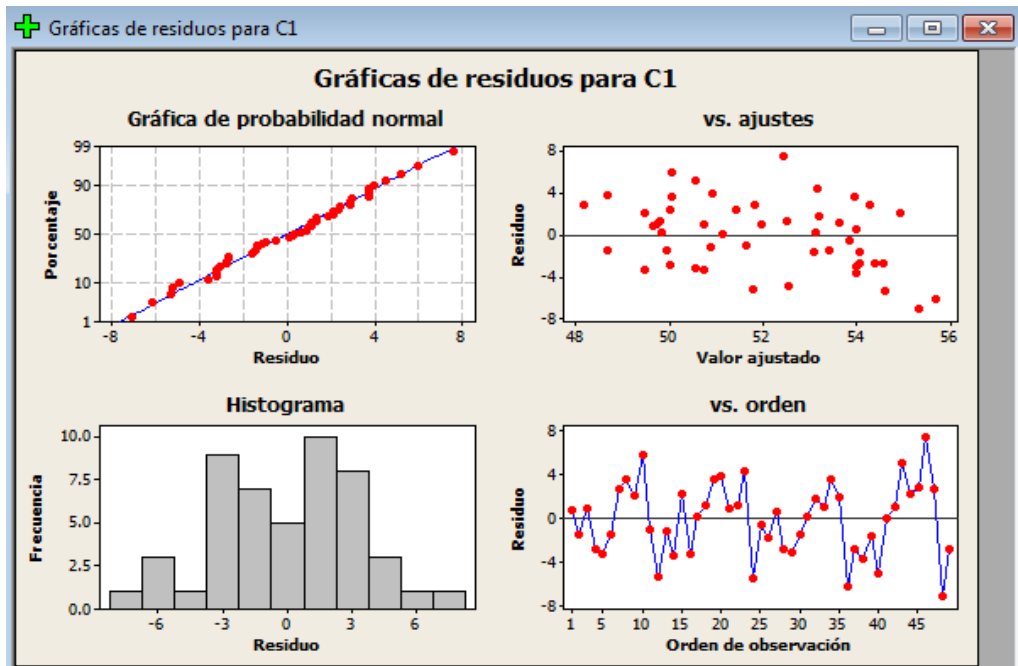 Gráficas de residuos para C1
Gráficas de residuos para C1
Gráfica de probabilidad normal
99
90
50
10
1
Porcentaje
-8 -4 0 4 8
Residuo
vs. ajustes
8
4
0
-4
-8
Residuo
48 50 52 54 56
Valor ajustado
Histograma
10.0
7.5
5.0
2.5
0.0
Frecuencia
-6 -3 0 3 6
Residuo
vs. orden
8
4
0
-4
-8
Residuo
1 5 10 15 20 25 30 35 40 45
Orden de observación